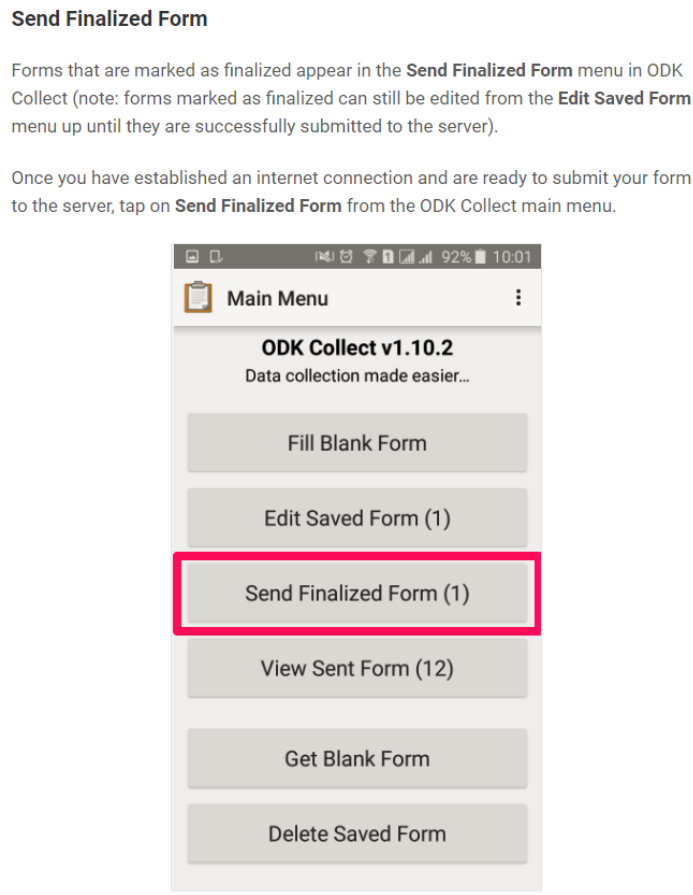 Send Finalized Form
Forms that are marked as finalized appear in the Send Finalized Form menu in ODK
Collect (note: forms marked as finalized can still be edited from the Edit Saved Form
menu up until they are successfully submitted to the server).
Once you have established an internet connection and are ready to submit your form
to the server, tap on Send Finalized Form from the ODK Collect main menu.
1 92% 10:01
Main Menu
ODK Collect v1.10.2
Data collection made easier...
Fill Blank Form
Edit Saved Form (1)
Send Finalized Form (1)
View Sent Form (12)
Get Blank Form
Delete Saved Form